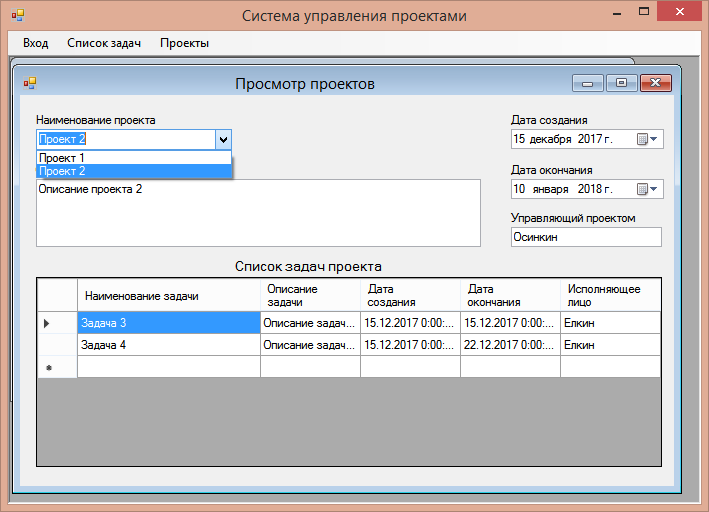 Система управления проектами
Вход Список задач Проекты
Просмотр проектов
Наименование проекта
Проект 2
Проект 1
Проект 2
Описание проекта 2
Дата создания
15 декабря 2017 г.
Дата окончания
10 января 2018 г.
Управляющий проектом
Осинкин
Список задач проекта
Наименование задачи Описание задачи Дата создания Дата окончания Исполняющее лицо
Задача 3 Описание задач... 15.12.2017 0:00:... 15.12.2017 0:00:... Елкин
Задача 4 Описание задач... 15.12.2017 0:00:... 22.12.2017 0:00:... Елкин